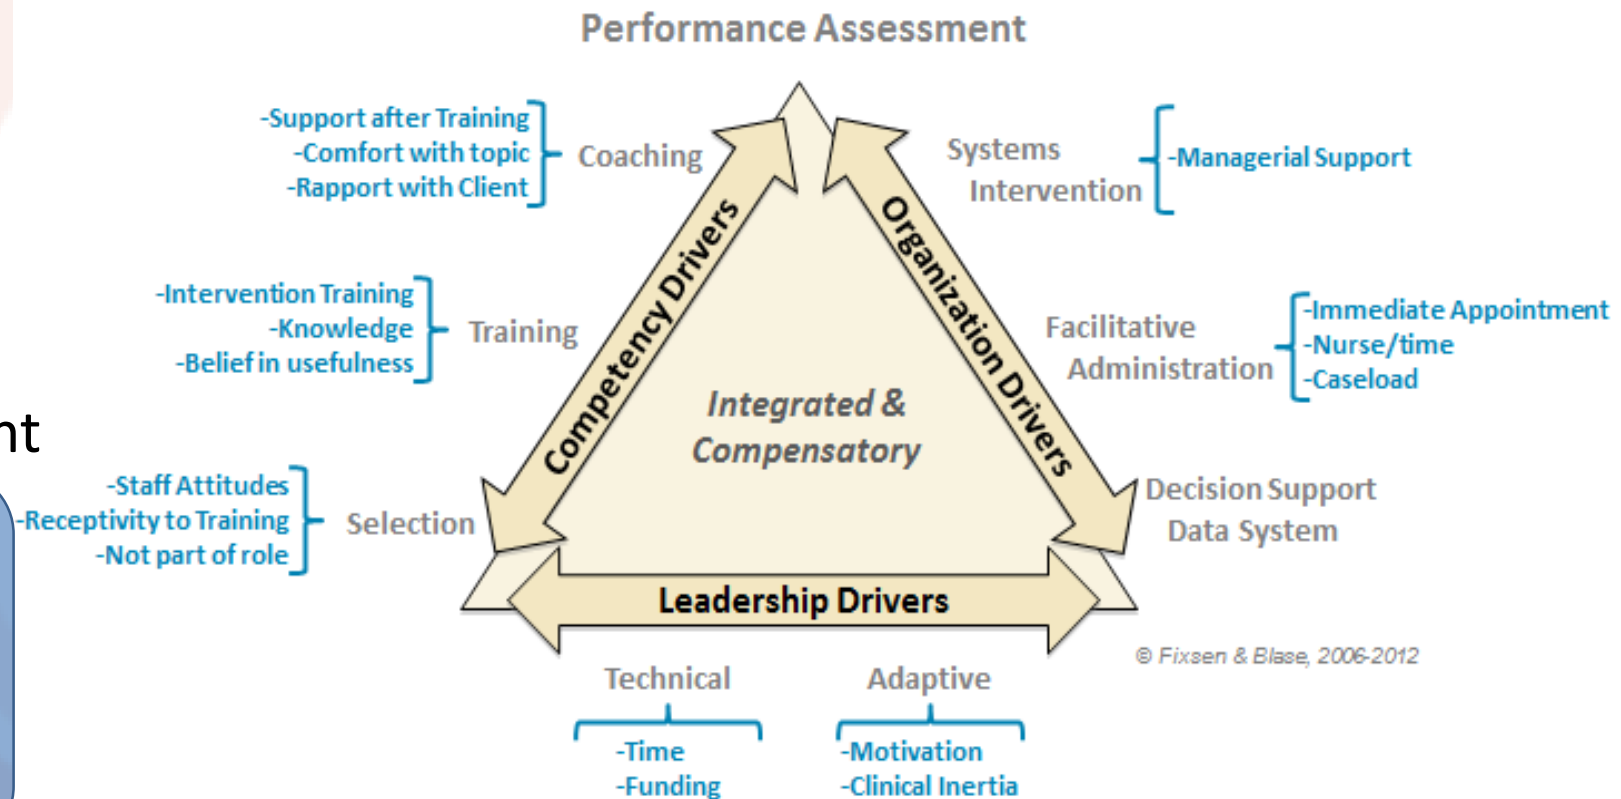 Performance Assessment
-Support after Training
-Comfort with topic
-Rapport with Client
Coaching
Systems
Intervention
-Managerial Support
-Intervention Training
-Knowledge
-Belief in usefulness
Training
Competency Drivers
Organization Drivers
Facilitative
Administration
-Immediate Appointment
-Nurse/time
-Caseload
Integrated &
Compensatory
nt
-Staff Attitudes
-Receptivity to Training
-Not part of role
Selection
Decision Support
Data System
Leadership Drivers
© Fixsen & Blase, 2006-2012
Technical
Adaptive
-Time
-Funding
-Motivation
-Clinical Inertia